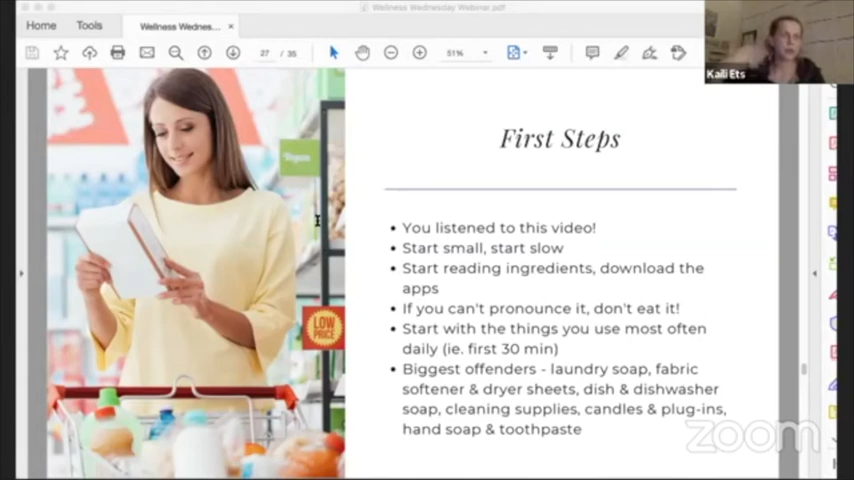 Wellness Wednesday Webinar.pdf
Home
Tools
Wellness Wednes...
×
27 / 35
51%
Kaili Ets
First Steps
• You listened to this video!
• Start small, start slow
• Start reading ingredients, download the
apps
• If you can't pronounce it, don't eat it!
• Start with the things you use most often
daily (ie. first 30 min)
• Biggest offenders - laundry soap, fabric
softener & dryer sheets, dish & dishwasher
soap, cleaning supplies, candles & plug-ins,
hand soap & toothpaste
LOW
PRICE
zoom